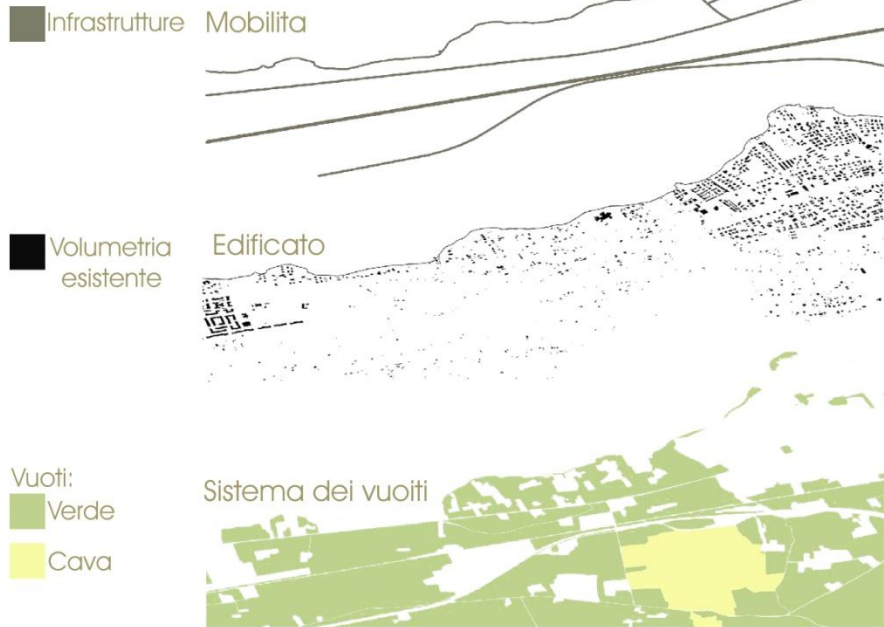 Infrastrutture
Mobilita
Volumetria
esistente
Edificato
Vuoti:
Verde
Cava
Sistema dei vuoiti